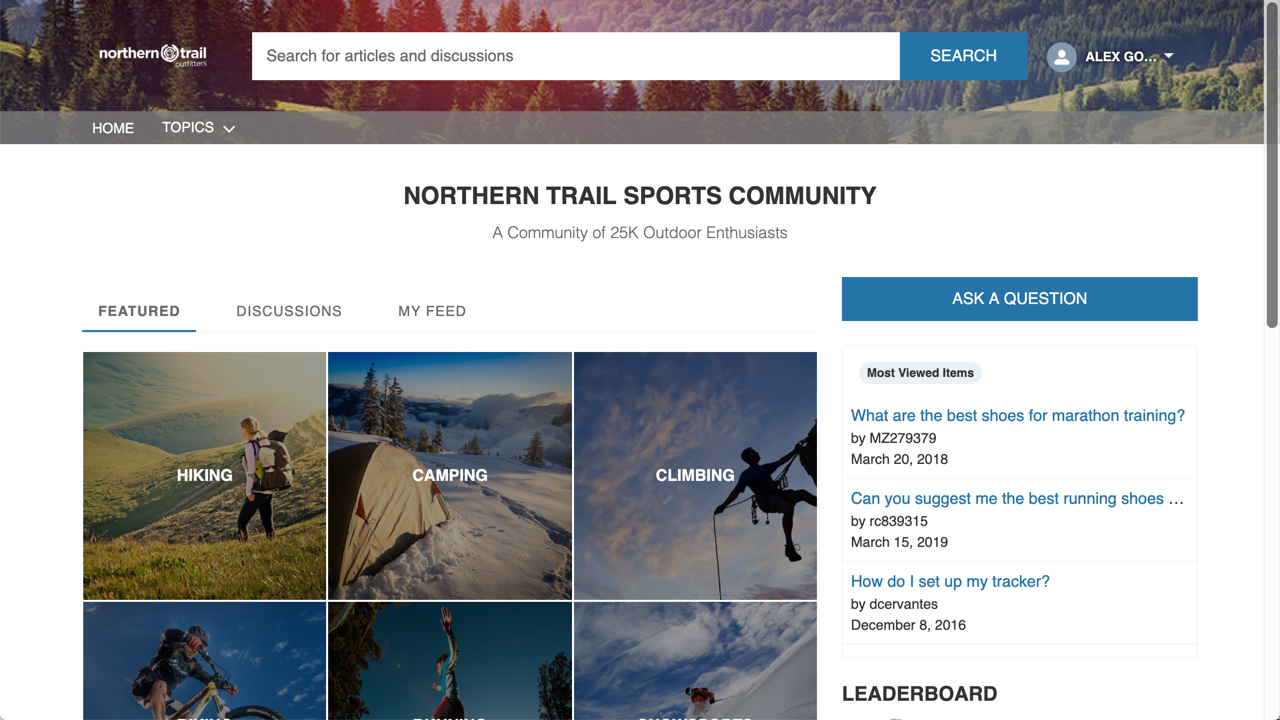 northern trail
outfitters
Search for articles and discussions
SEARCH
ALEX GO...
HOME
TOPICS
NORTHERN TRAIL SPORTS COMMUNITY
A Community of 25K Outdoor Enthusiasts
FEATURED
DISCUSSIONS
MY FEED
ASK A QUESTION
HIKING
CAMPING
CLIMBING
Most Viewed Items
What are the best shoes for marathon training?
by MZ279379
March 20, 2018
Can you suggest me the best running shoes ...
by rc839315
March 15, 2019
How do I set up my tracker?
by dcervantes
December 8, 2016
LEADERBOARD